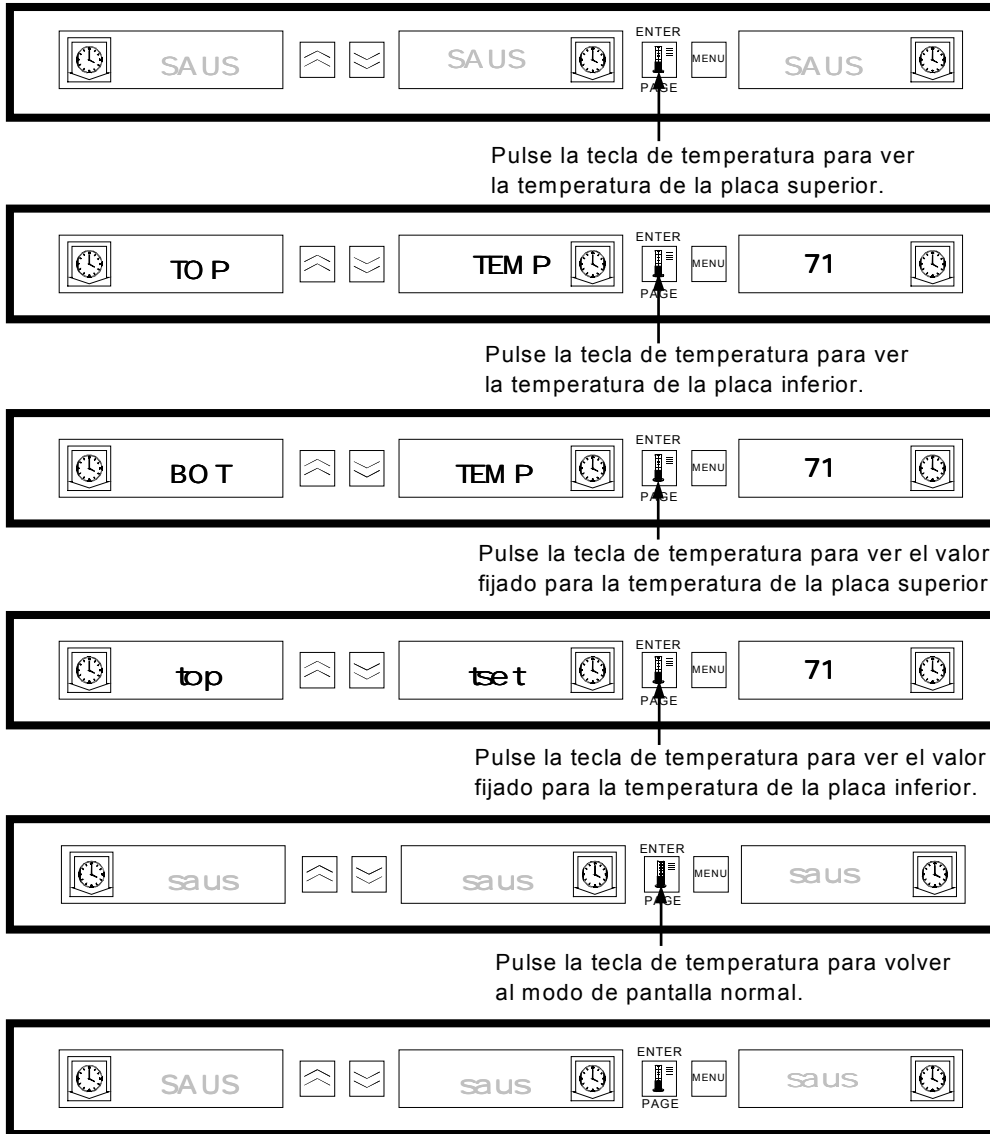 ENTER
SAUS SAUS MENU SAUS
PAGE
Pulse la tecla de temperatura para ver
la temperatura de la placa superior.
ENTER
TOP TEMP MENU 71
PAGE
Pulse la tecla de temperatura para ver
la temperatura de la placa inferior.
ENTER
BOT TEMP MENU 71
PAGE
Pulse la tecla de temperatura para ver el valor
fijado para la temperatura de la placa superior
ENTER
top tset MENU 71
PAGE
Pulse la tecla de temperatura para ver el valor
fijado para la temperatura de la placa inferior.
ENTER
saus saus MENU saus
PAGE
Pulse la tecla de temperatura para volver
al modo de pantalla normal.
ENTER
SAUS saus MENU saus
PAGE